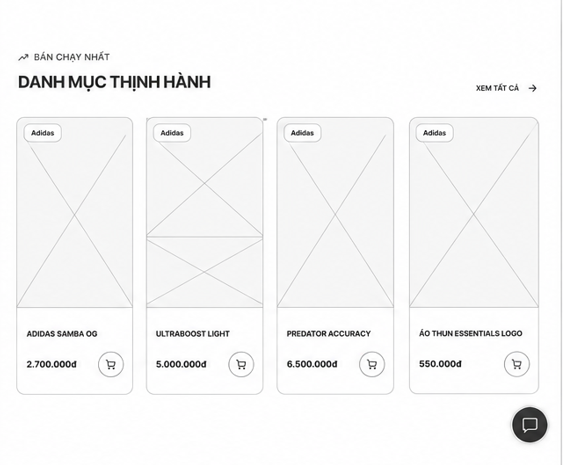 BÁN CHẠY NHẤT
DANH MỤC THỊNH HÀNH
XEM TẤT CẢ
Adidas
Adidas
Adidas
Adidas
ADIDAS SAMBA OG
ULTRABOOST LIGHT
PREDATOR ACCURACY
ÁO THUN ESSENTIALS LOGO
2.700.000đ
5.000.000đ
6.500.000đ
550.000đ